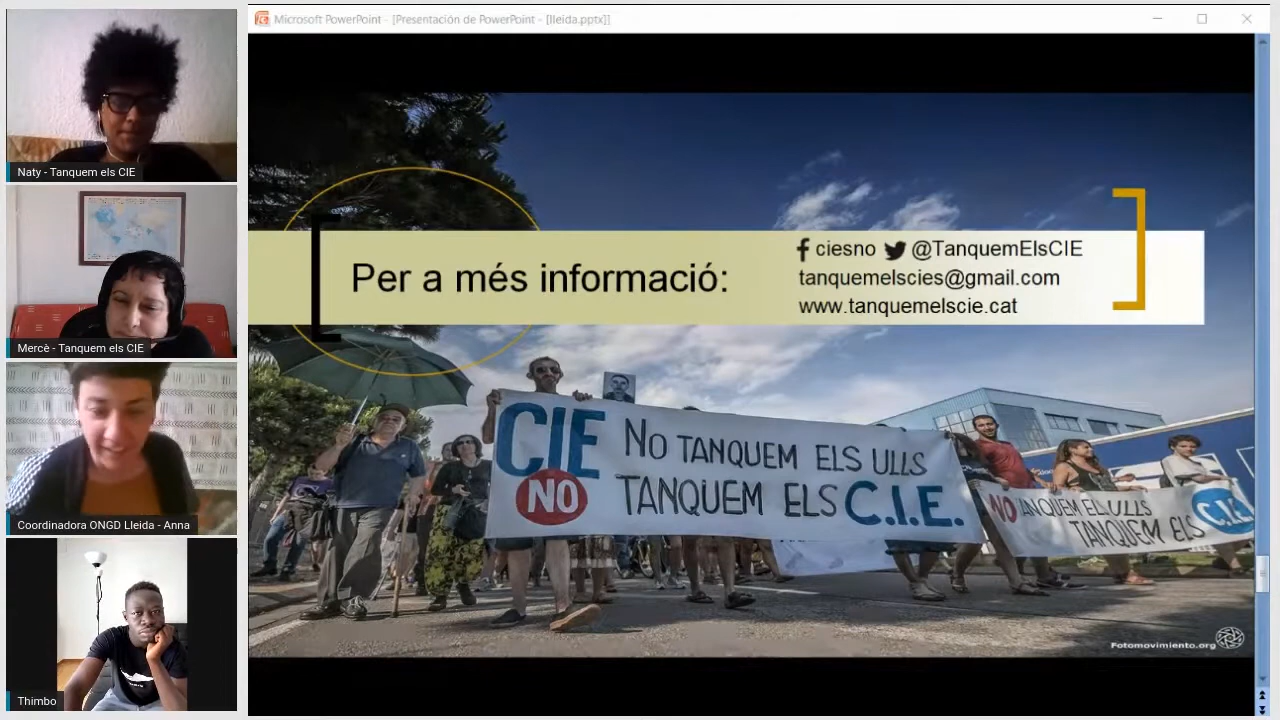 Microsoft PowerPoint - [Presentación de PowerPoint - [lleida.pptx]]
Naty - Tanquem els CIE
Mercè - Tanquem els CIE
Coordinadora ONGD Lleida - Anna
Thimbo
Per a més informació:
ciesno @TanquemElsCIE
tanquemelscies@gmail.com
www.tanquemelscie.cat
CIE
NO
NO TANQUEM ELS ULLS
TANQUEM ELS C.I.E.
NO TANQUEM ELS ULLS
TANQUEM ELS C.I.E.
Fotomovimiento.org